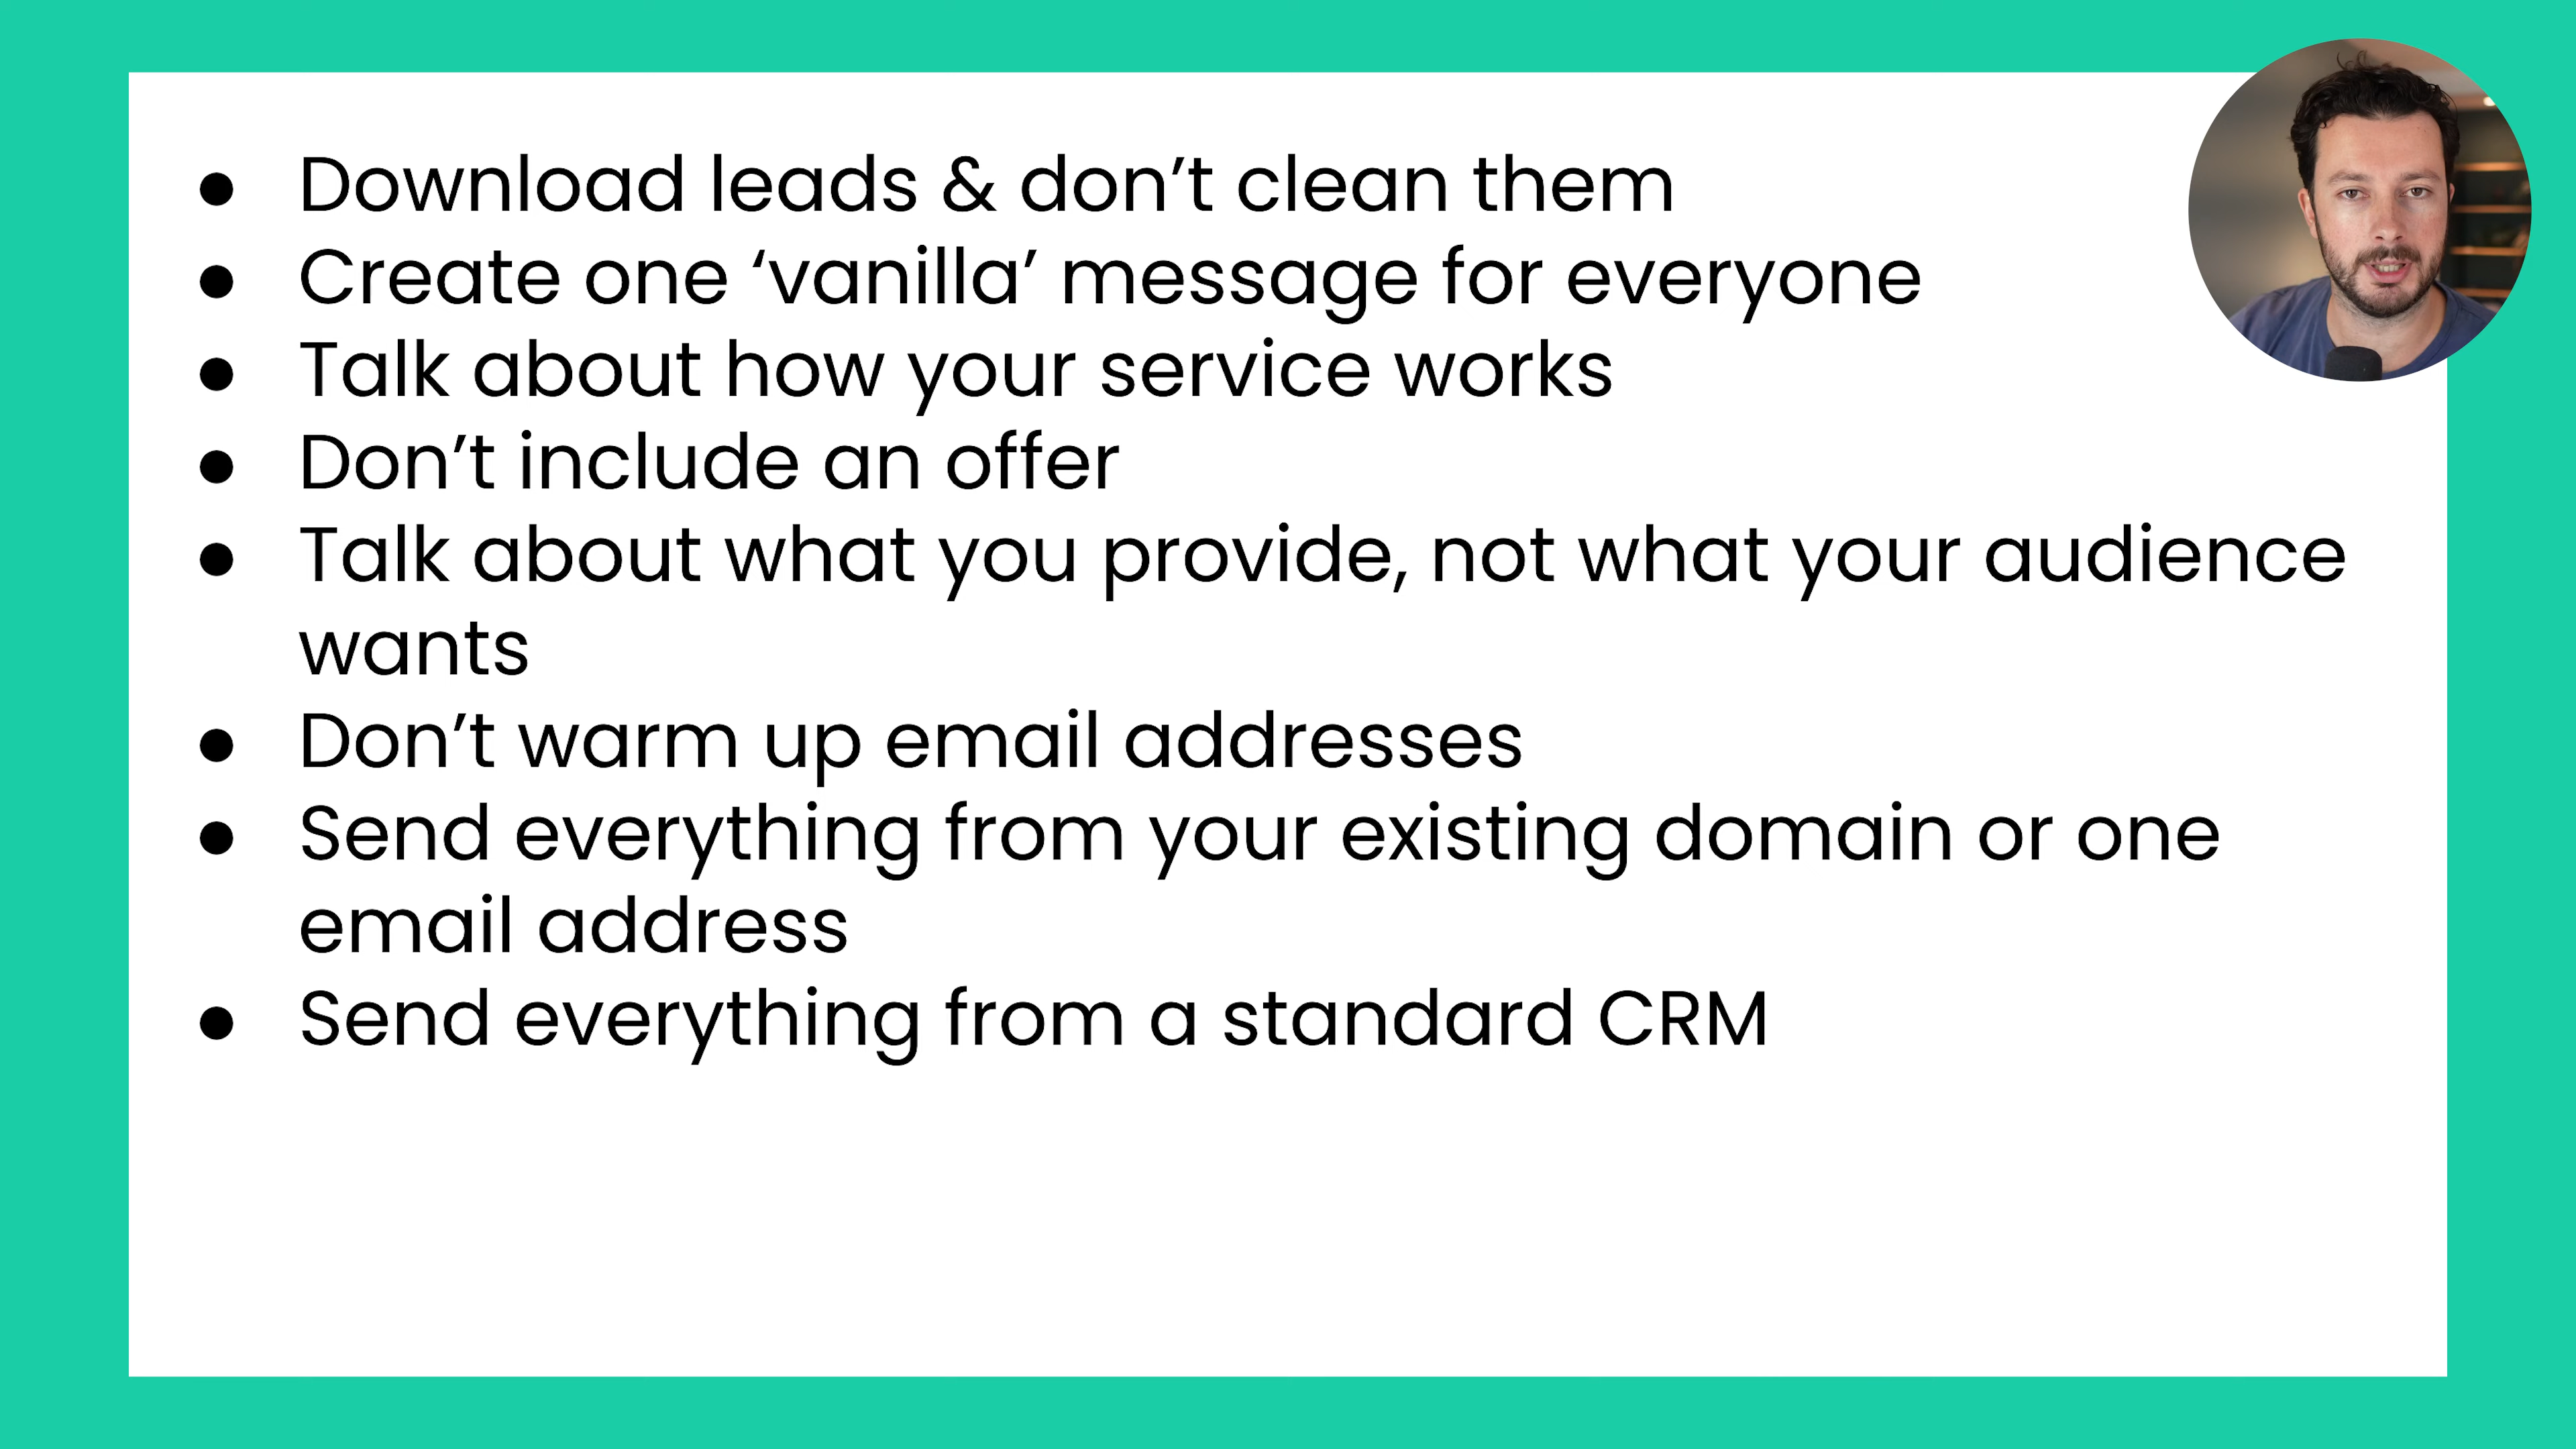 ● Download leads & don’t clean them
● Create one ‘vanilla’ message for everyone
● Talk about how your service works
● Don’t include an offer
● Talk about what you provide, not what your audience
wants
● Don’t warm up email addresses
● Send everything from your existing domain or one
email address
● Send everything from a standard CRM